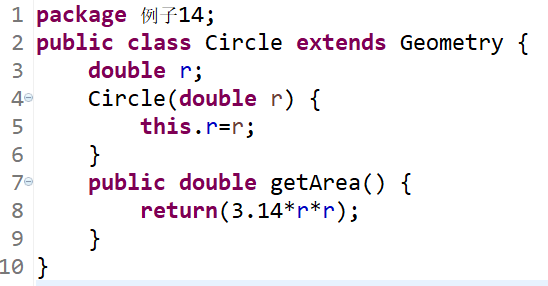 1 package 例子14;
2 public class Circle extends Geometry {
3     double r;
4     Circle(double r) {
5         this.r=r;
6     }
7     public double getArea() {
8         return(3.14*r*r);
9     }
10 }